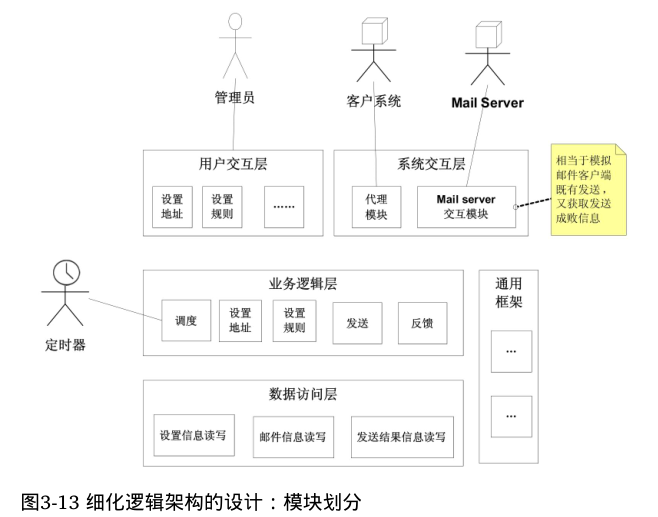 管理员
客户系统
Mail Server
用户交互层
设置
地址
设置
规则
……
系统交互层
代理
模块
Mail server
交互模块
相当于模拟
邮件客户端
既有发送，
又获取发送
成败信息
定时器
业务逻辑层
调度
设置
地址
设置
规则
发送
反馈
通用
框架
...
...
数据访问层
设置信息读写
邮件信息读写
发送结果信息读写
图3-13 细化逻辑架构的设计：模块划分